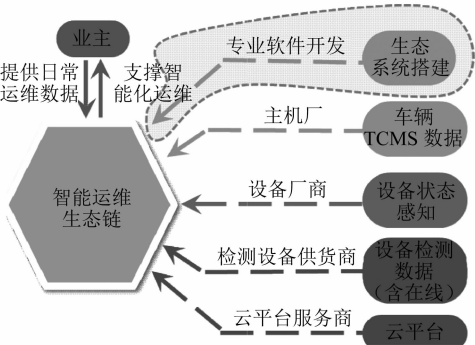 业主
提供日常
运维数据
支撑智
能化运维
专业软件开发
生态
系统搭建
主机厂
车辆
TCMS 数据
智能运维
生态链
设备厂商
设备状态
感知
检测设备供货商
设备检测
数据
（含在线）
云平台服务商
云平台